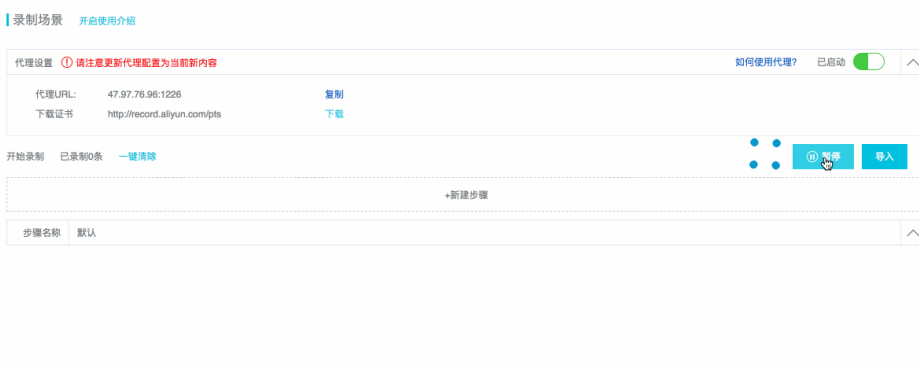 录制场景 开启使用介绍
代理设置 请注意更新代理配置为当前新内容 如何使用代理? 已启动
代理URL: 47.97.76.96:1226 复制
下载证书 http://record.aliyun.com/pts 下载
开始录制 已录制0条 一键清除 暂停 导入
+新建步骤
步骤名称 默认